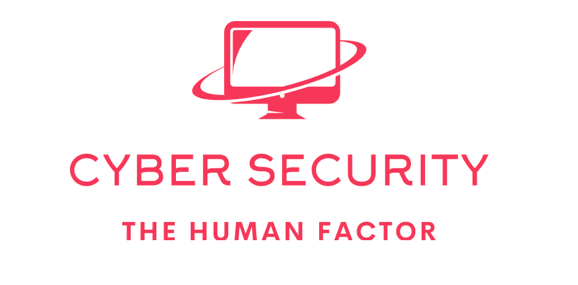 CYBER SECURITY
THE HUMAN FACTOR